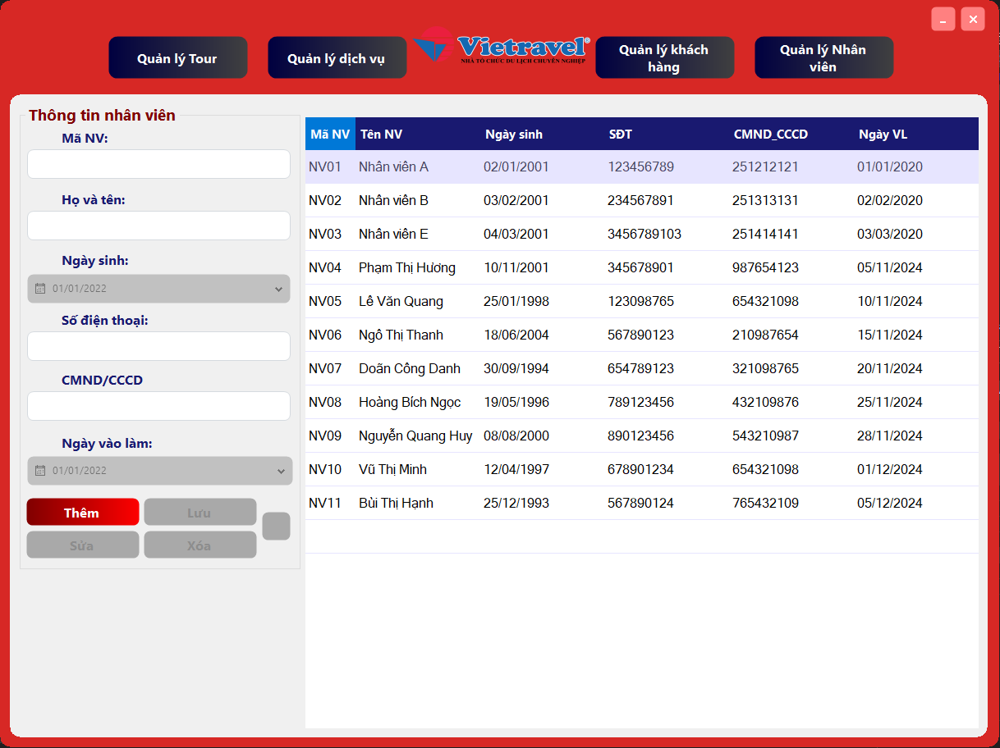 Quản lý Tour
Quản lý dịch vụ
Vietravel®
NHÀ TỔ CHỨC DU LỊCH CHUYÊN NGHIỆP
Quản lý khách
hàng
Quản lý Nhân
viên
Thông tin nhân viên
Mã NV:
Họ và tên:
Ngày sinh:
01/01/2022
Số điện thoại:
CMND/CCCD
Ngày vào làm:
01/01/2022
Thêm Lưu
Sửa Xóa
Mã NV Tên NV Ngày sinh SĐT CMND_CCCD Ngày VL
NV01 Nhân viên A 02/01/2001 123456789 251212121 01/01/2020
NV02 Nhân viên B 03/02/2001 234567891 251313131 02/02/2020
NV03 Nhân viên E 04/03/2001 3456789103 251414141 03/03/2020
NV04 Phạm Thị Hương 10/11/2001 345678901 987654123 05/11/2024
NV05 Lê Văn Quang 25/01/1998 123098765 654321098 10/11/2024
NV06 Ngô Thị Thanh 18/06/2004 567890123 210987654 15/11/2024
NV07 Doãn Công Danh 30/09/1994 654789123 321098765 20/11/2024
NV08 Hoàng Bích Ngọc 19/05/1996 789123456 432109876 25/11/2024
NV09 Nguyễn Quang Huy 08/08/2000 890123456 543210987 28/11/2024
NV10 Vũ Thị Minh 12/04/1997 678901234 654321098 01/12/2024
NV11 Bùi Thị Hạnh 25/12/1993 567890124 765432109 05/12/2024